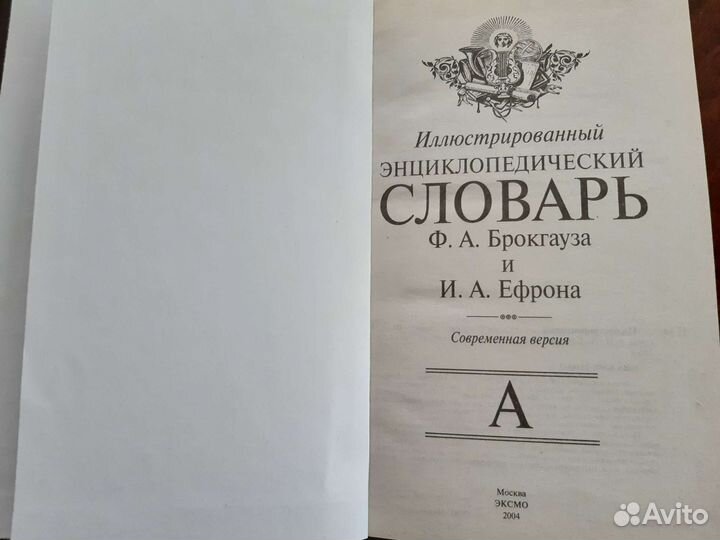 Иллюстрированный
ЭНЦИКЛОПЕДИЧЕСКИЙ
СЛОВАРЬ
Ф. А. Брокгауза
и
И. А. Ефрона
Современная версия
А
Москва
ЭКСМО
2004
Avito